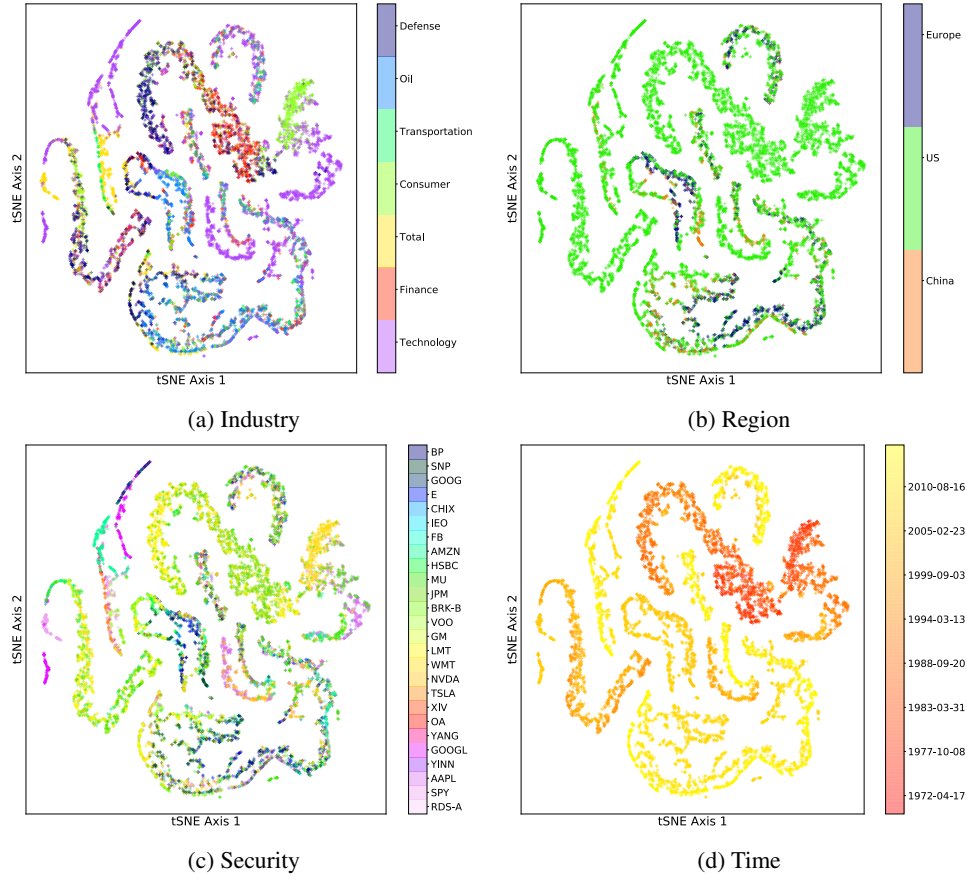 Defense
Oil
Transportation
Consumer
Total
Finance
Technology
tSNE Axis 2
tSNE Axis 1
(a) Industry
Europe
US
China
tSNE Axis 2
tSNE Axis 1
(b) Region
BP
SNP
GOOG
E
CHIX
IEO
FB
AMZN
HSBC
MU
JPM
BRK-B
VOO
GM
LMT
WMT
NVDA
TSLA
XlV
OA
YANG
GOOGL
YINN
AAPL
SPY
RDS-A
tSNE Axis 2
tSNE Axis 1
(c) Security
2010-08-16
2005-02-23
1999-09-03
1994-03-13
1988-09-20
1983-03-31
1977-10-08
1972-04-17
tSNE Axis 2
tSNE Axis 1
(d) Time